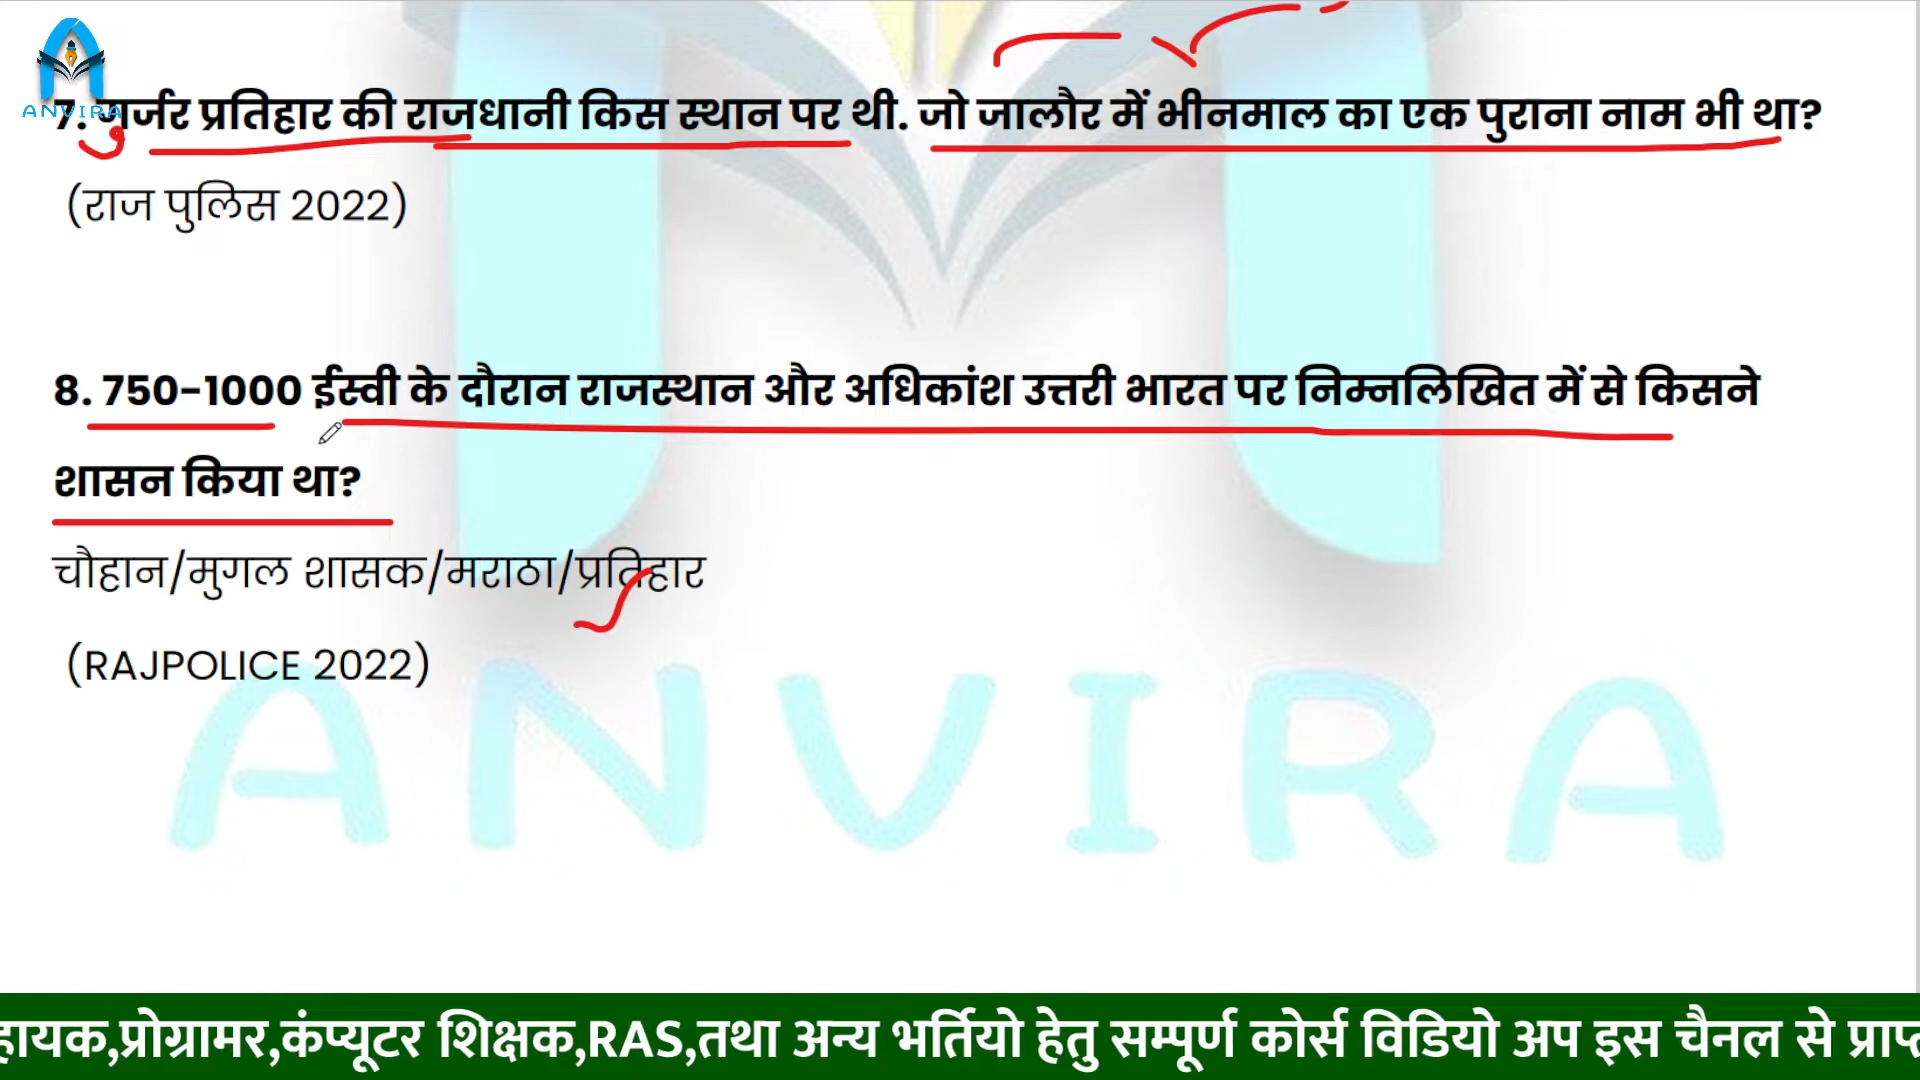 ANVIRA
7. गुर्जर प्रतिहार की राजधानी किस स्थान पर थी. जो जालौर में भीनमाल का एक पुराना नाम भी था?
(राज पुलिस 2022)
8. 750-1000 ईस्वी के दौरान राजस्थान और अधिकांश उत्तरी भारत पर निम्नलिखित में से किसने
शासन किया था?
चौहान/मुगल शासक/मराठा/प्रतिहार
(RAJPOLICE 2022)
ANVIRA
हायक,प्रोग्रामर,कंप्यूटर शिक्षक,RAS,तथा अन्य भर्तियो हेतु सम्पूर्ण कोर्स विडियो अप इस चैनल से प्राप्त